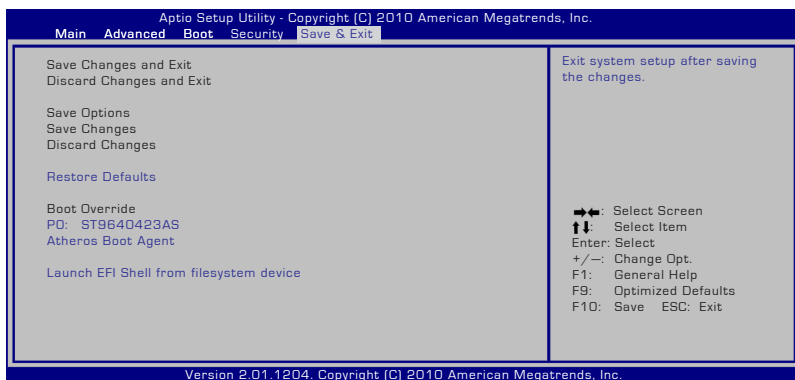 Aptio Setup Utility - Copyright (C) 2010 American Megatrends, Inc.
Main Advanced Boot Security Save & Exit
Save Changes and Exit
Discard Changes and Exit
Save Options
Save Changes
Discard Changes
Restore Defaults
Boot Override
P0: ST9640423AS
Atheros Boot Agent
Launch EFI Shell from filesystem device
Exit system setup after saving
the changes.
→←: Select Screen
↑↓: Select Item
Enter: Select
+/—: Change Opt.
F1: General Help
F9: Optimized Defaults
F10: Save ESC: Exit
Version 2.01.1204. Copyright (C) 2010 American Megatrends, Inc.